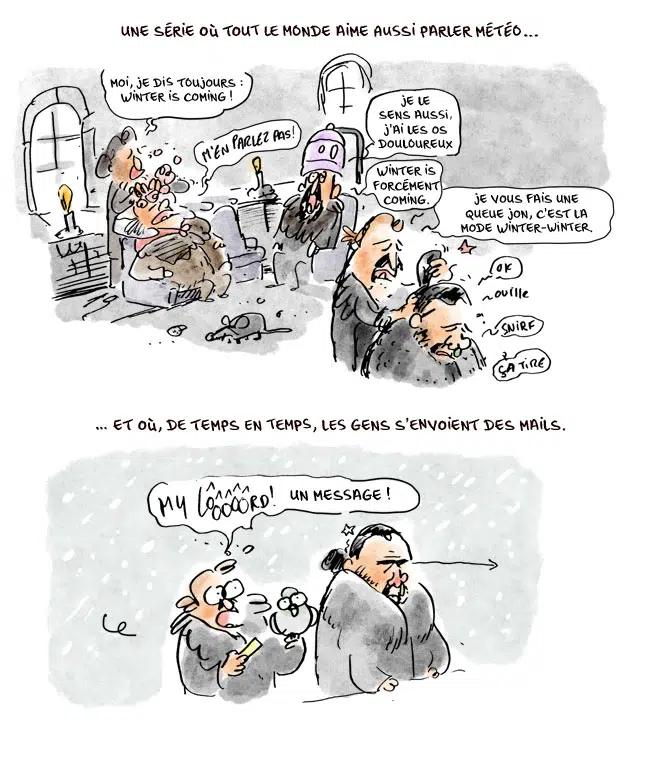 UNE SÉRIE OÙ TOUT LE MONDE AIME AUSSI PARLER MÉTÉO...
MOI, JE DIS TOUJOURS :
WINTER IS COMING !
M'EN PARLEZ PAS!
JE LE
SENS AUSSI,
J'AI LES OS
DOULOUREUX
WINTER IS
FORCÉMENT
COMING.
JE VOUS FAIS UNE
QUEUE JON, C'EST LA
MODE WINTER-WINTER.
OK
OUILLE
SNIRF
ÇA TIRE
... ET OÙ, DE TEMPS EN TEMPS, LES GENS S'ENVOIENT DES MAILS.
MY LÔÔÔÔÔRD! UN MESSAGE !